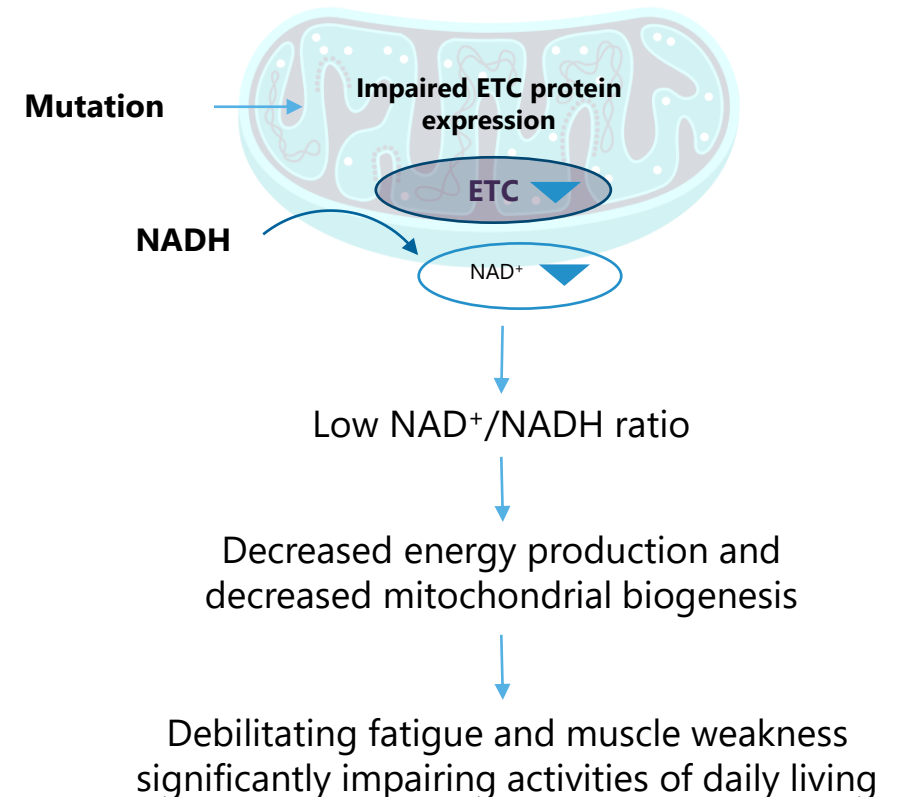 Mutation
Impaired ETC protein
expression
ETC
NADH
NAD⁺
Low NAD⁺/NADH ratio
Decreased energy production and
decreased mitochondrial biogenesis
Debilitating fatigue and muscle weakness
significantly impairing activities of daily living